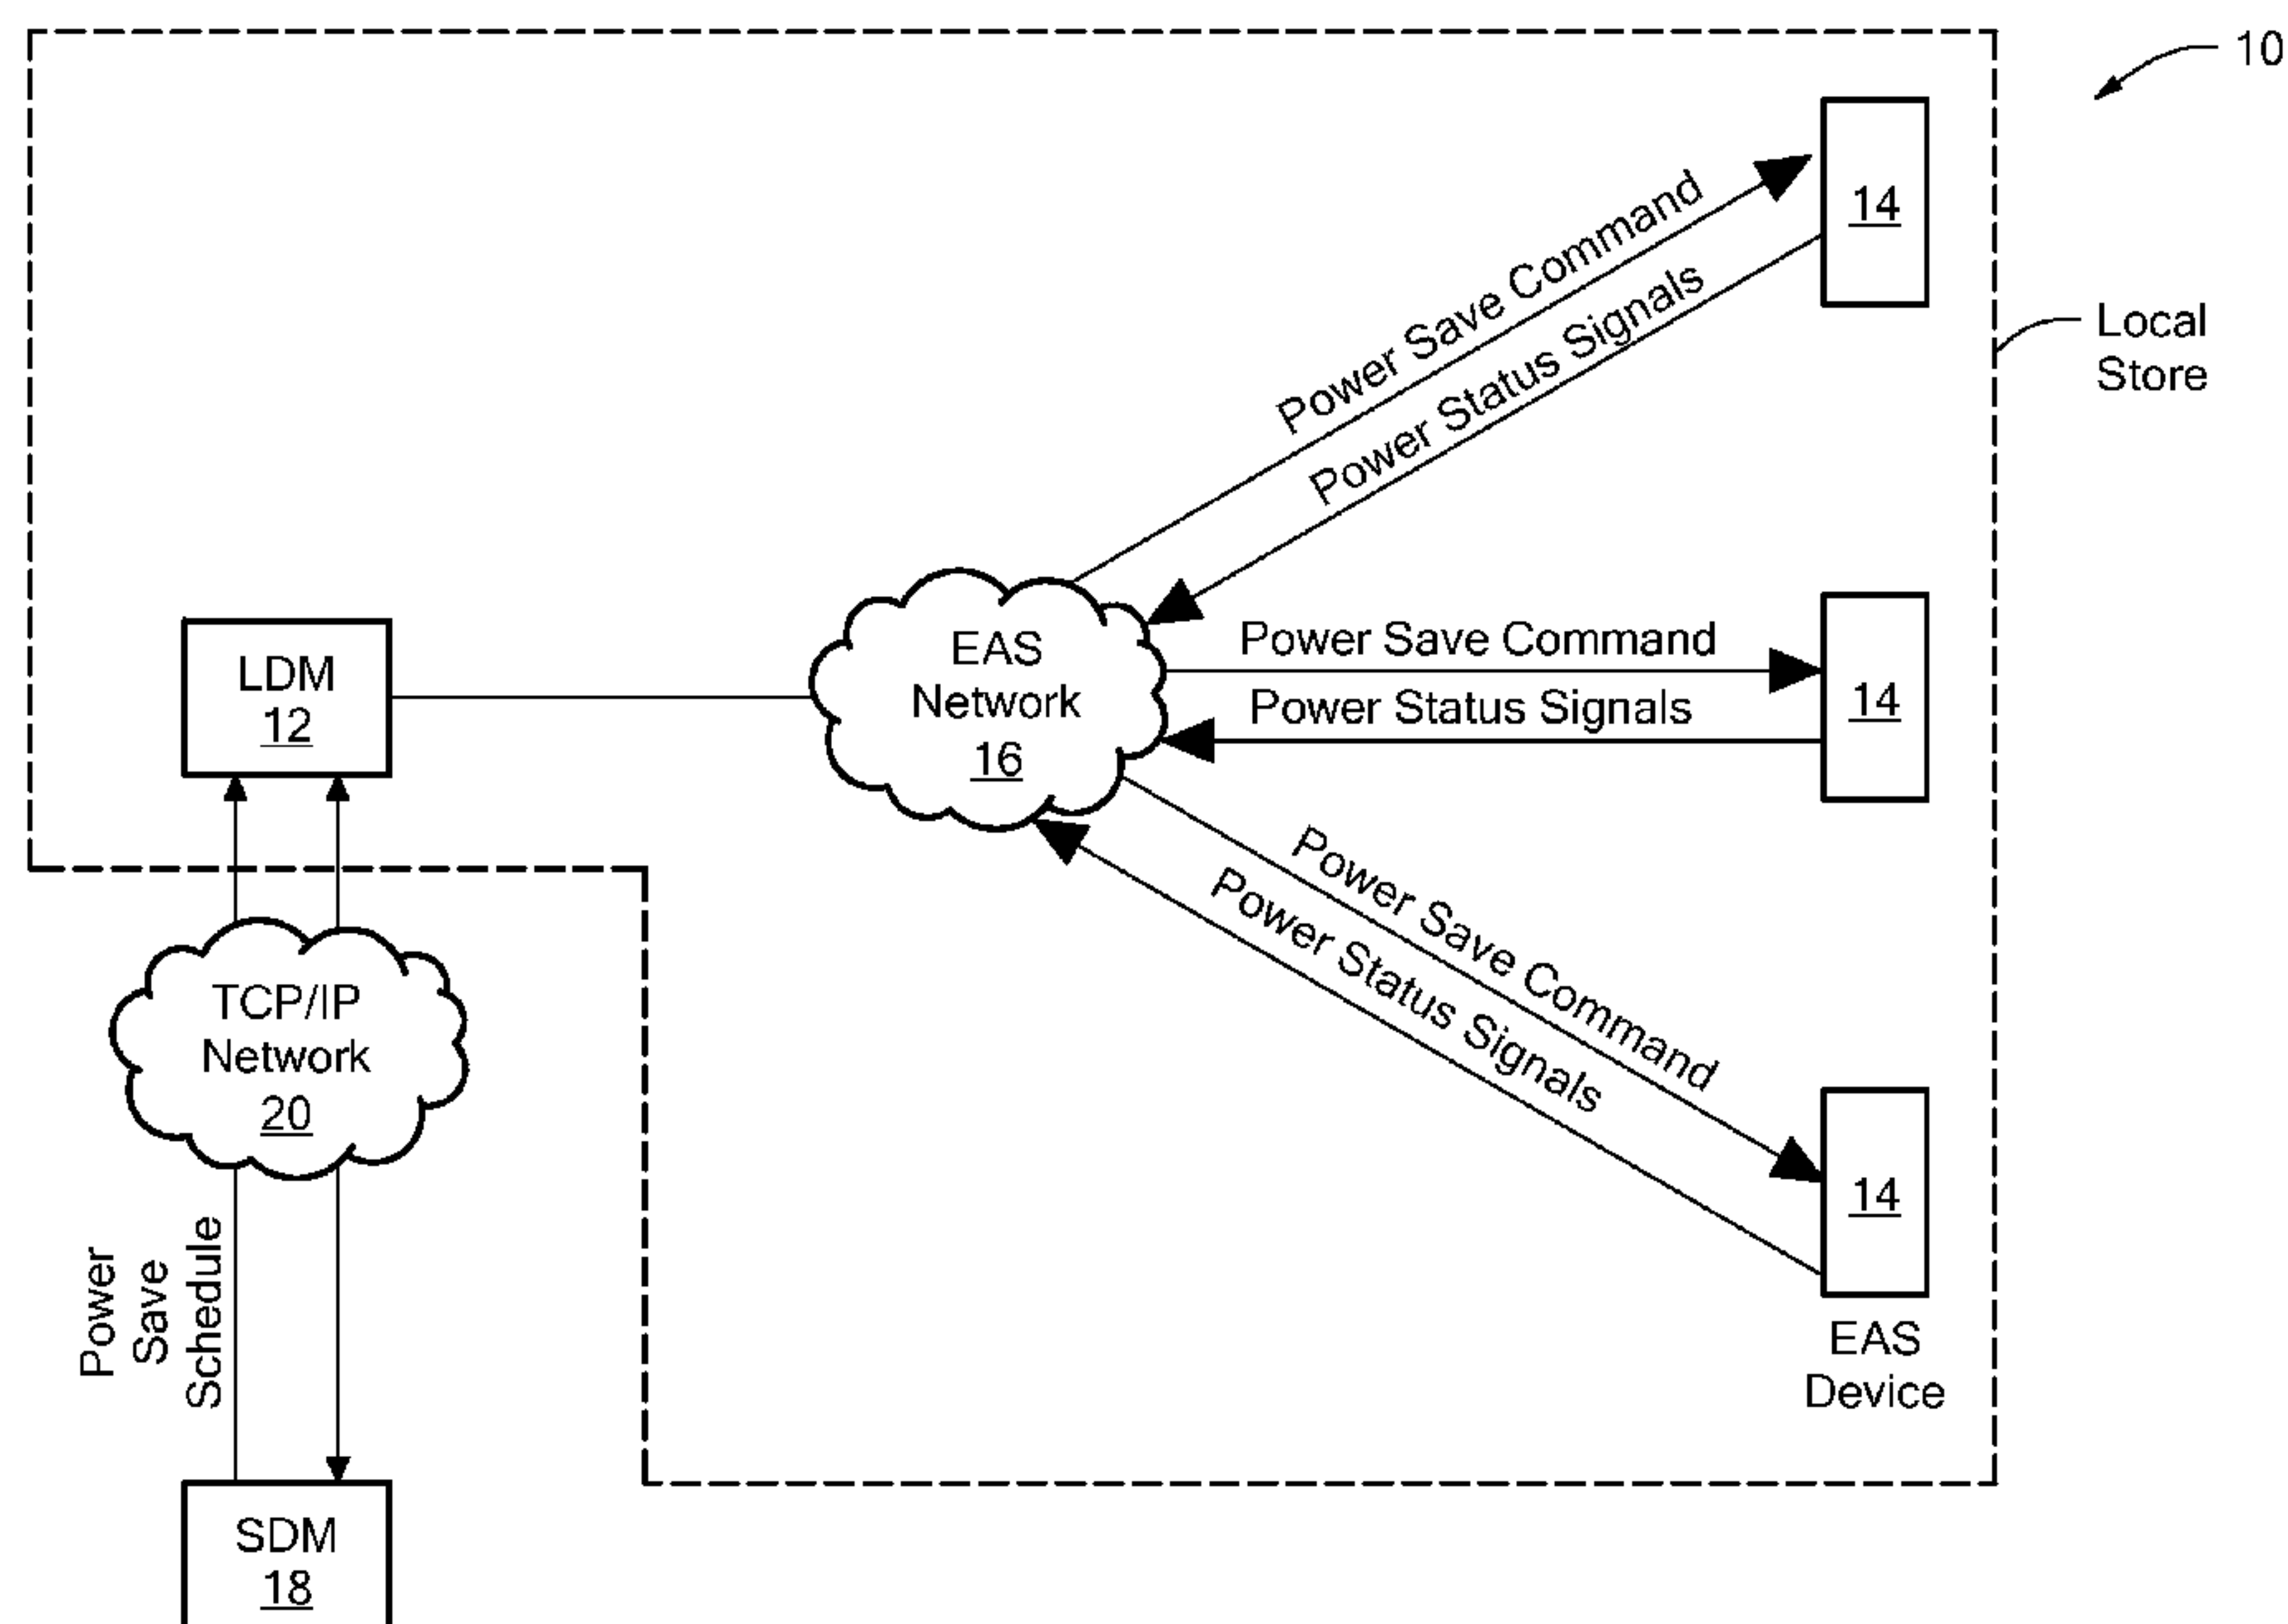 10
14
Power Save Command
Power Status Signals
Local
Store
LDM
12
EAS
Network
16
Power Save Command
Power Status Signals
14
Power Save Command
Power Status Signals
TCP/IP
Network
20
14
EAS
Device
Power
Save
Schedule
SDM
18